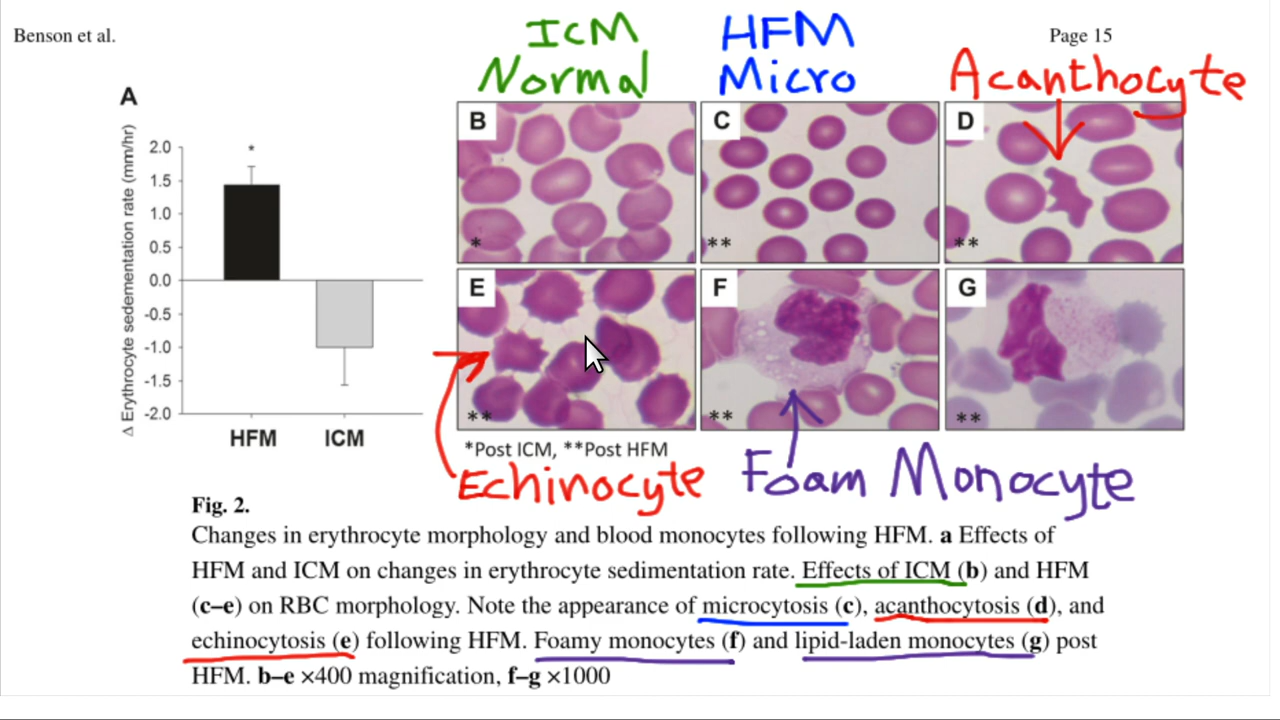 Benson et al.
Page 15
ICM
Normal
HFM
Micro
Acanthocyte
A
Δ Erythrocyte sedementation rate (mm/hr)
2.0
1.5
1.0
0.5
0.0
-0.5
-1.0
-1.5
-2.0
*
HFM
ICM
B
*
C
**
D
**
E
**
F
**
G
**
*Post ICM, **Post HFM
Echinocyte
Foam Monocyte
Fig. 2.
Changes in erythrocyte morphology and blood monocytes following HFM. a Effects of
HFM and ICM on changes in erythrocyte sedimentation rate. Effects of ICM (b) and HFM
(c–e) on RBC morphology. Note the appearance of microcytosis (c), acanthocytosis (d), and
echinocytosis (e) following HFM. Foamy monocytes (f) and lipid-laden monocytes (g) post
HFM. b–e ×400 magnification, f–g ×1000